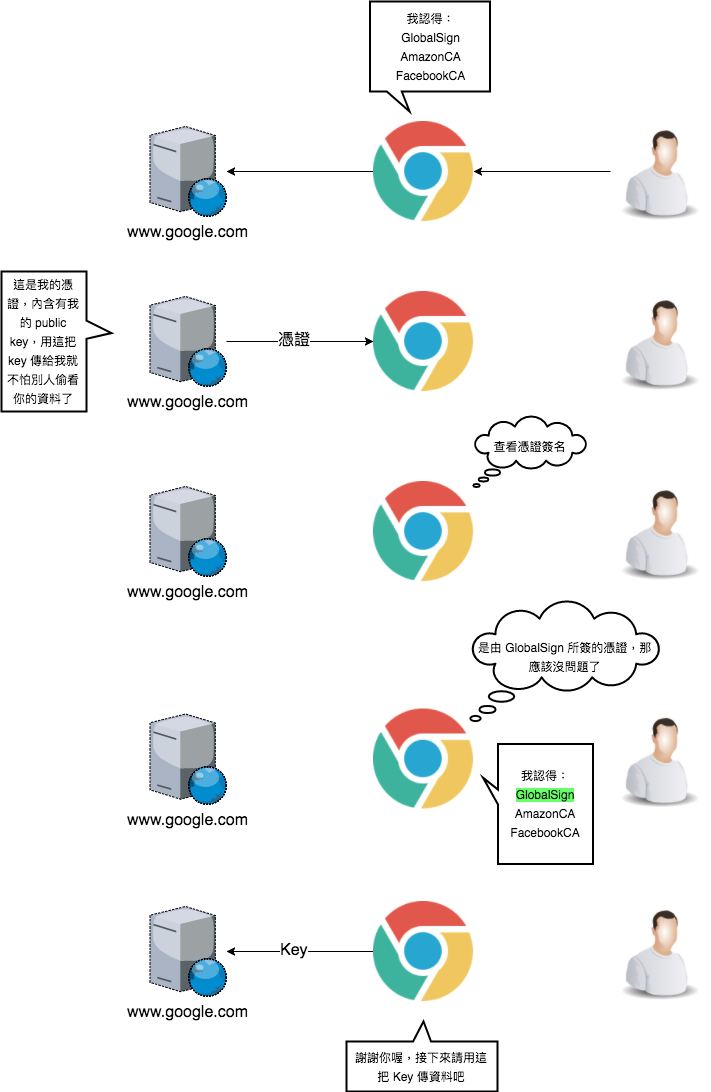 我認得：
GlobalSign
AmazonCA
FacebookCA
www.google.com
這是我的憑
證，內含有我
的 public
key，用這把
key 傳給我就
不怕別人偷看
你的資料了
憑證
www.google.com
查看憑證簽名
www.google.com
是由 GlobalSign 所簽的憑證，那
應該沒問題了
我認得：
GlobalSign
AmazonCA
FacebookCA
www.google.com
Key
www.google.com
謝謝你喔，接下來請用這
把 Key 傳資料吧